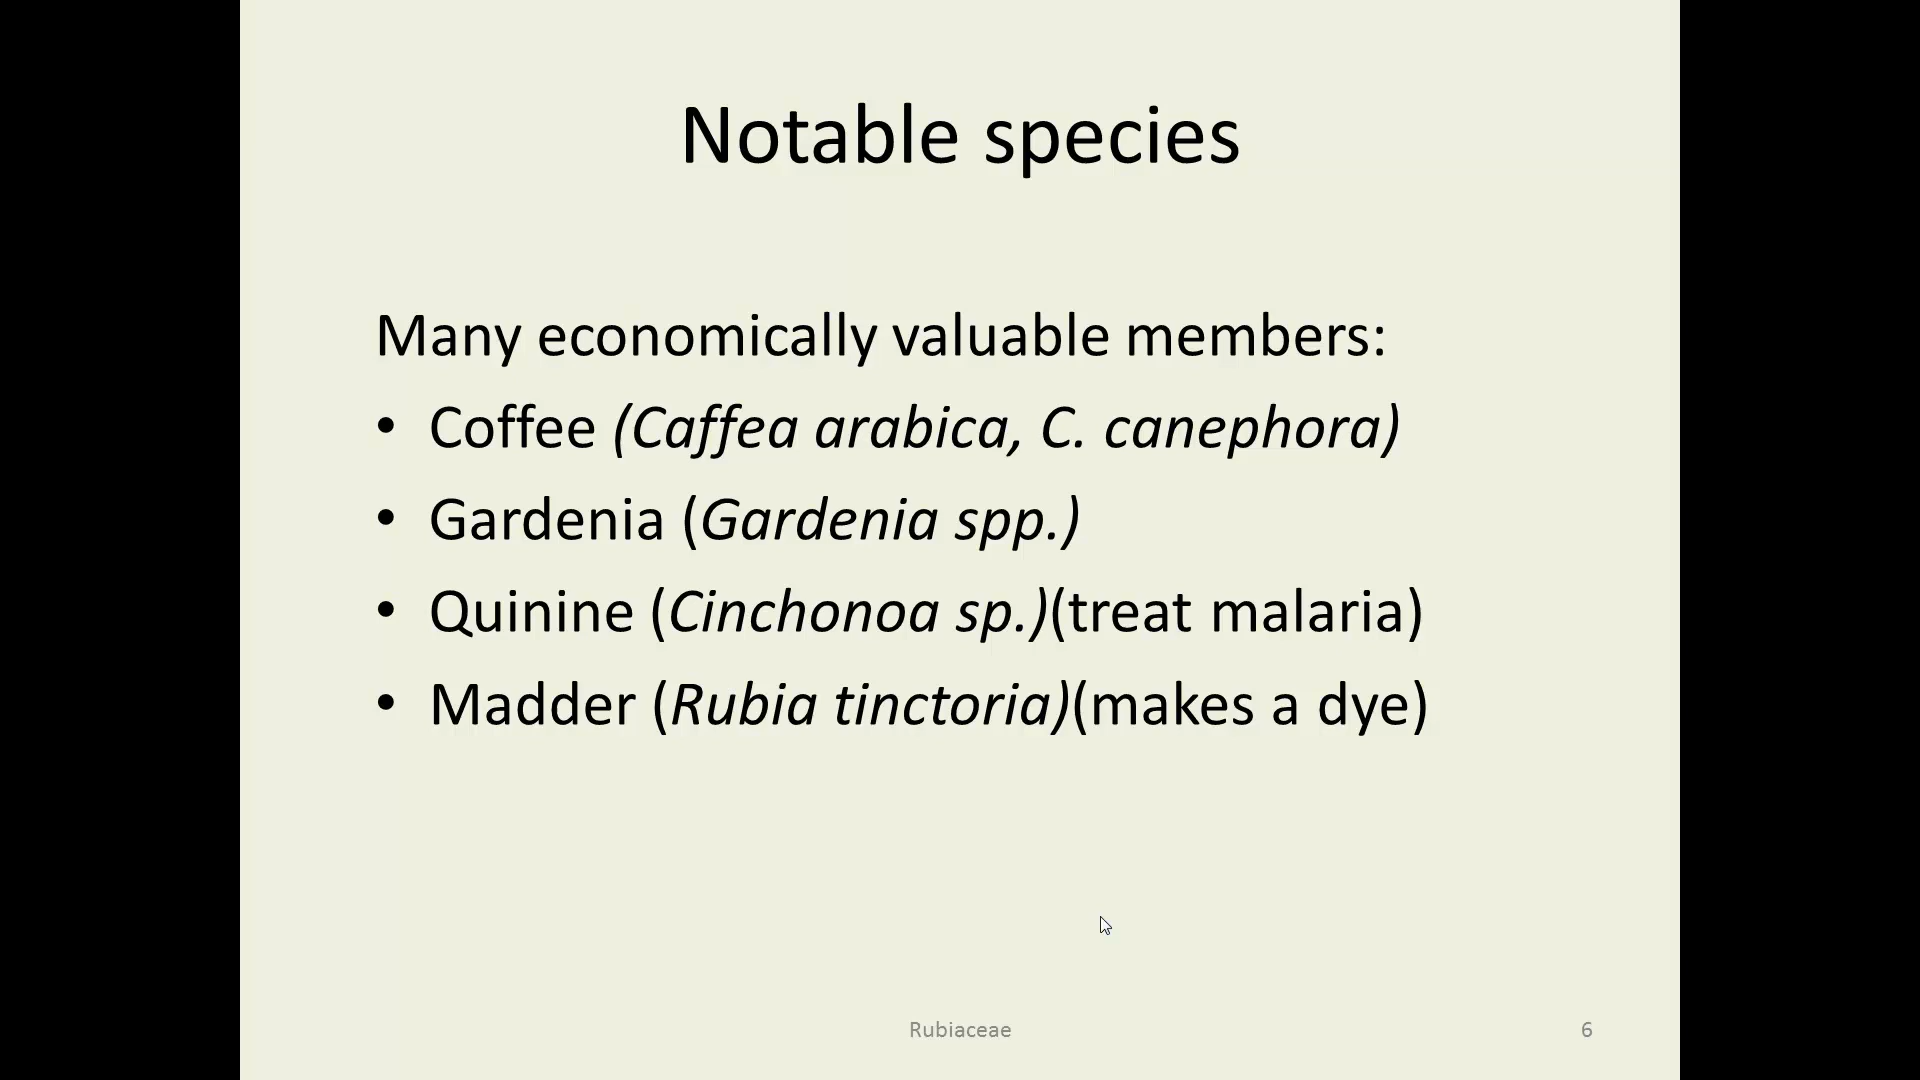 Notable species
Many economically valuable members:
• Coffee (Caffea arabica, C. canephora)
• Gardenia (Gardenia spp.)
• Quinine (Cinchonoa sp.)(treat malaria)
• Madder (Rubia tinctoria)(makes a dye)
Rubiaceae
6